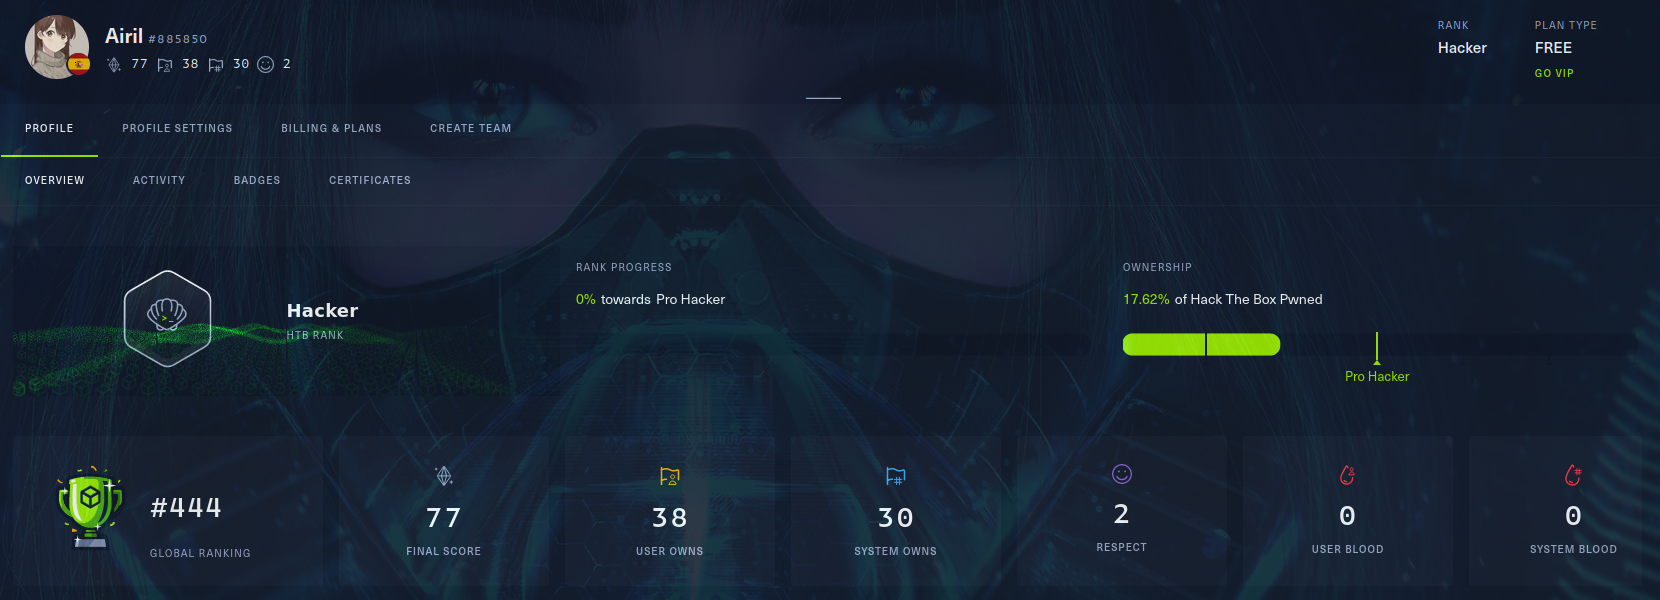 Airil #885850
77 38 30 2
RANK
Hacker
PLAN TYPE
FREE
GO VIP
PROFILE PROFILE SETTINGS BILLING & PLANS CREATE TEAM
OVERVIEW ACTIVITY BADGES CERTIFICATES
>_
Hacker
HTB RANK
RANK PROGRESS
0% towards Pro Hacker
OWNERSHIP
17.62% of Hack The Box Pwned
Pro Hacker
#444
GLOBAL RANKING
77
FINAL SCORE
38
USER OWNS
30
SYSTEM OWNS
2
RESPECT
0
USER BLOOD
0
SYSTEM BLOOD